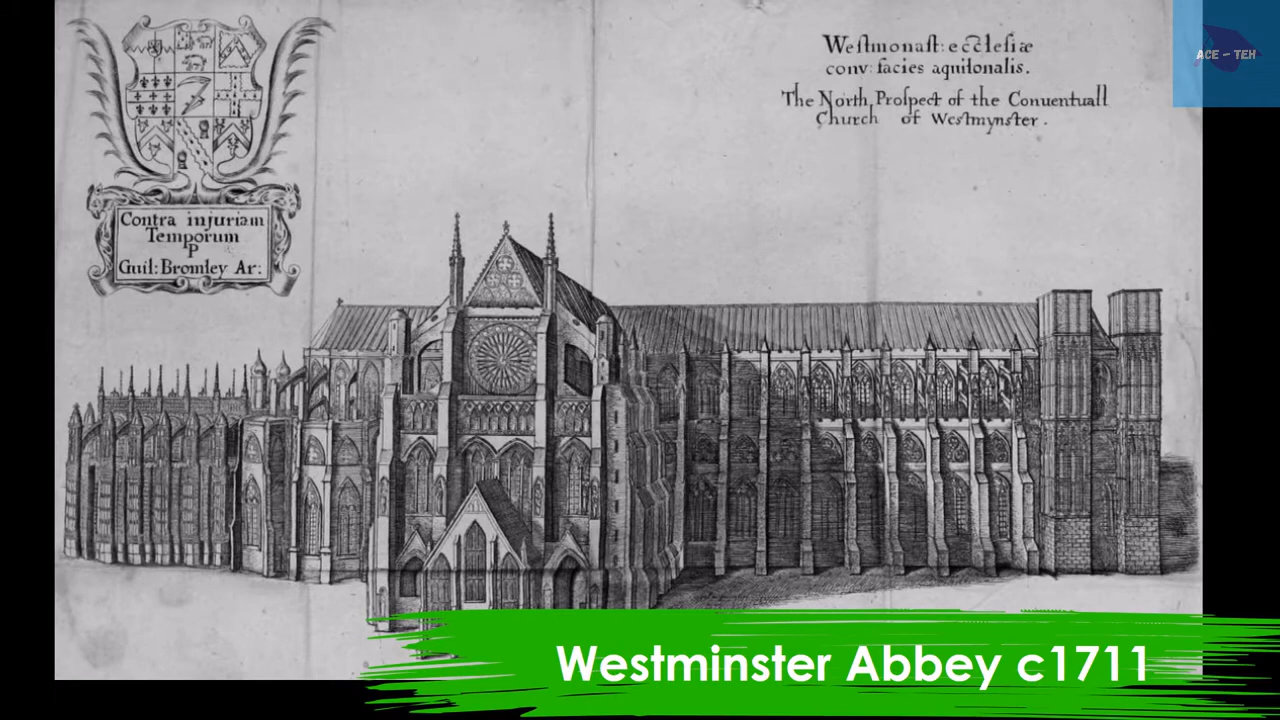 Contra injuriam
Temporum
P
Guil: Bromley Ar:
Westmonast: ecclesiæ
conv: facies aquilonalis.
The North Prospect of the Conuentuall
Church of Westmynster.
ACE - TEH
Westminster Abbey c1711